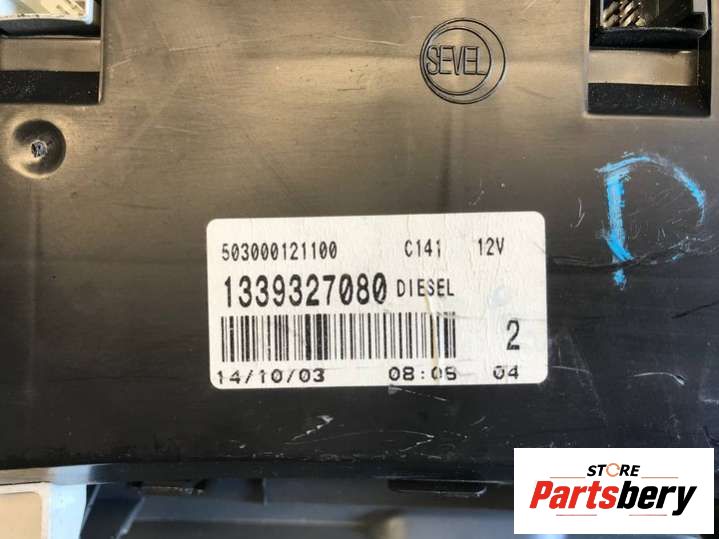 SEVEL
503000121100 C141 12V
1339327080 DIESEL
2
14/10/03 08:05 04
P
STORE
Partsbery